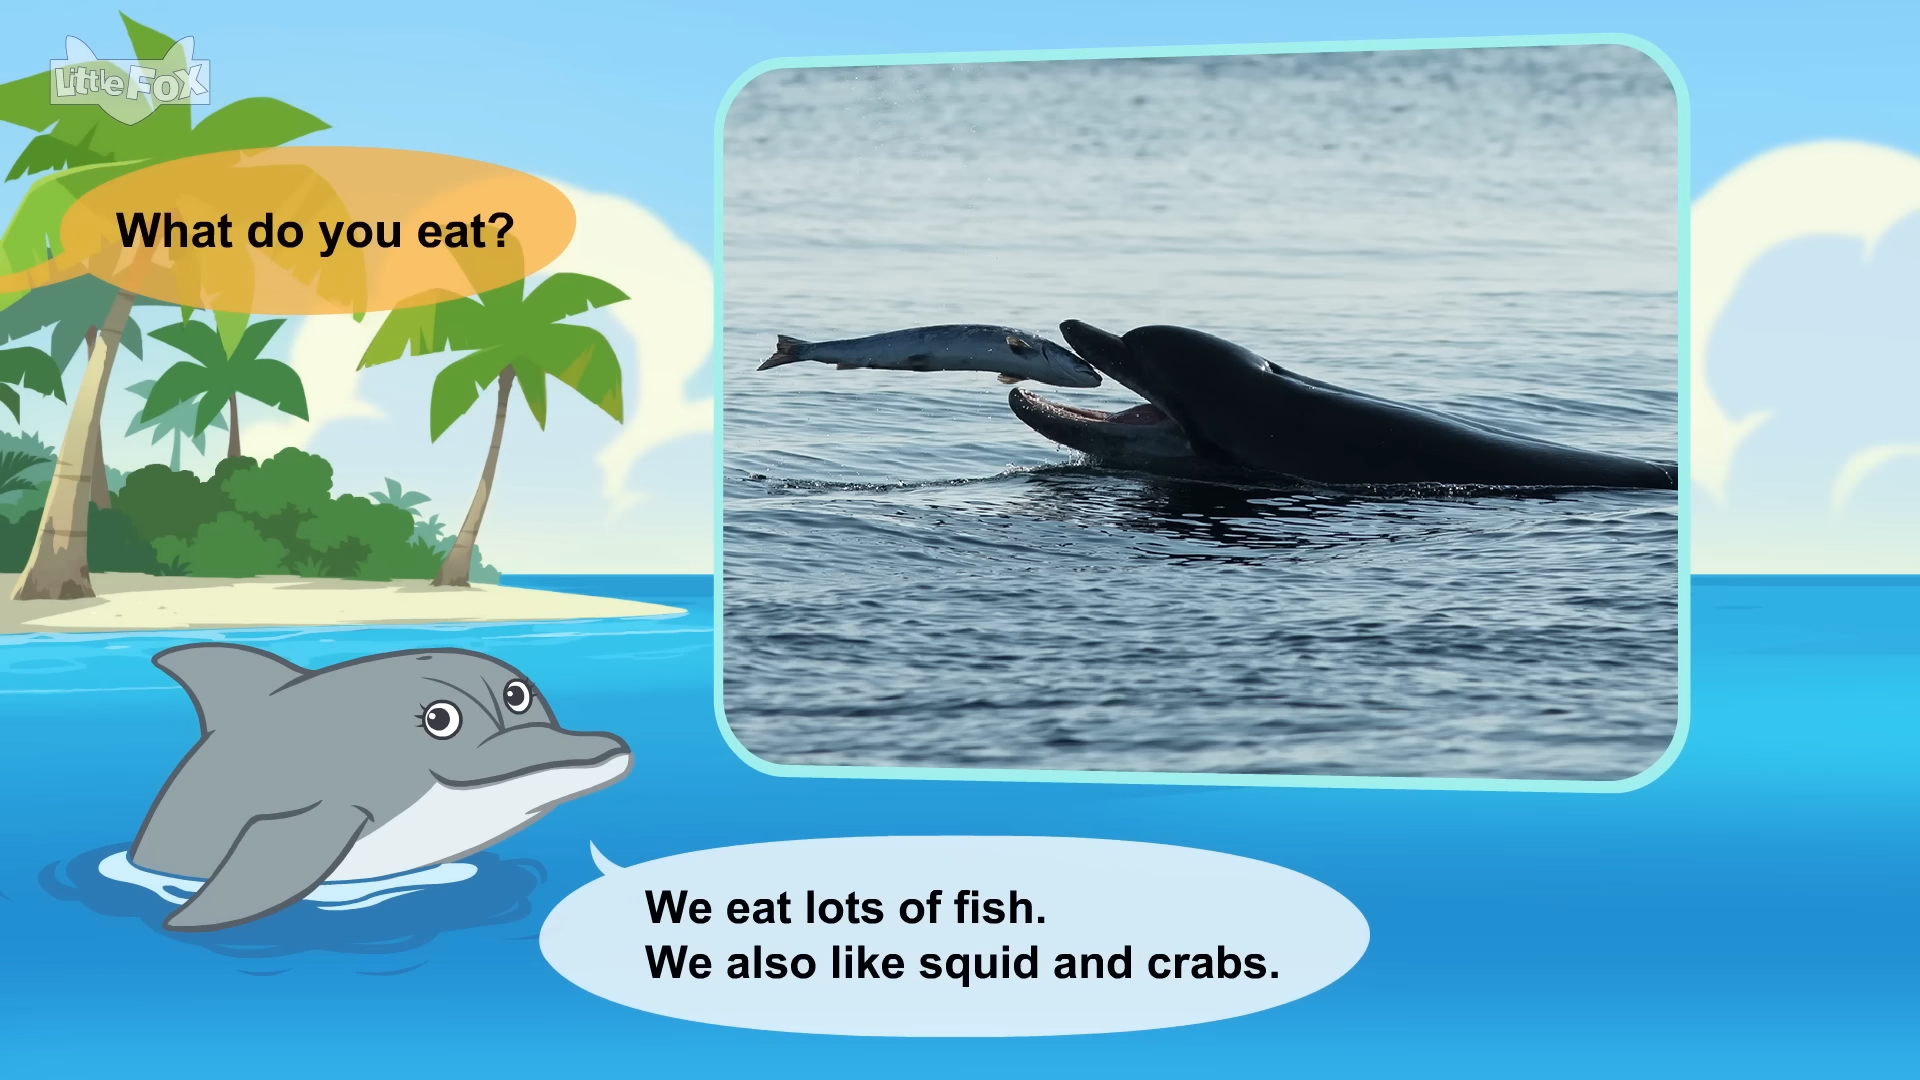 Little Fox
What do you eat?
We eat lots of fish.
We also like squid and crabs.